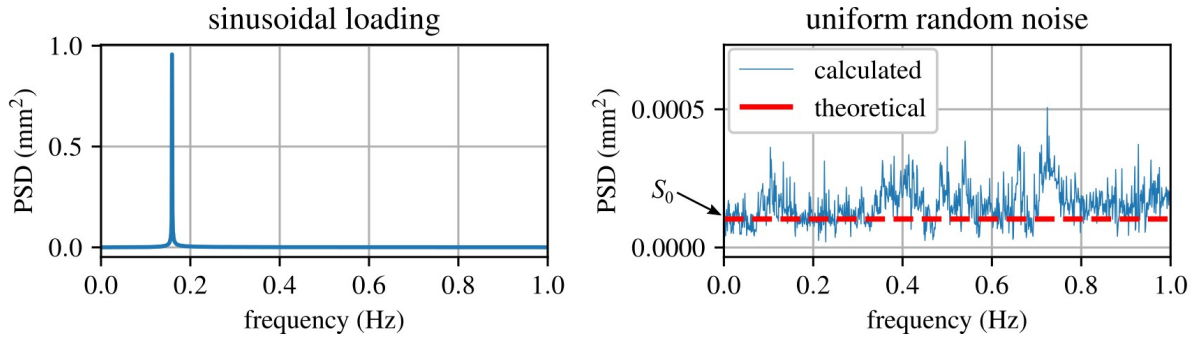 sinusoidal loading
PSD (mm²)
1.0
0.5
0.0
0.0 0.2 0.4 0.6 0.8 1.0
frequency (Hz)
uniform random noise
PSD (mm²)
calculated
theoretical
0.0005
S₀
0.0000
0.0 0.2 0.4 0.6 0.8 1.0
frequency (Hz)